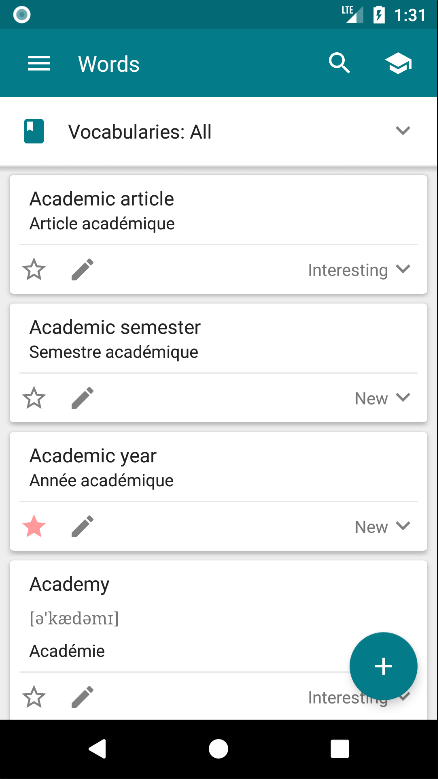 LTE 1:31
Words
Vocabularies: All
Academic article
Article académique
Interesting
Academic semester
Semestre académique
New
Academic year
Année académique
New
Academy
[ə'kædəmɪ]
Académie
Interesting